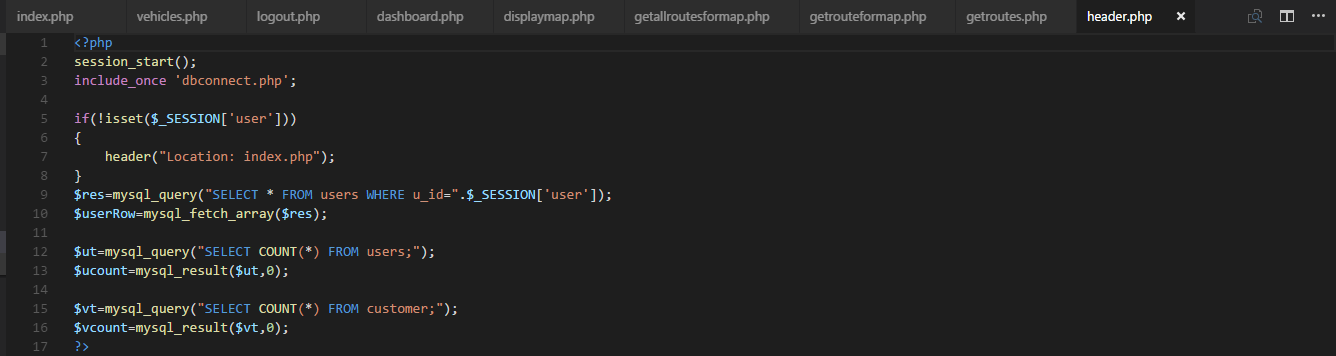 index.php vehicles.php logout.php dashboard.php displaymap.php getallroutesformap.php getrouteformap.php getroutes.php header.php ×
1 <?php
2 session_start();
3 include_once 'dbconnect.php';
4
5 if(!isset($_SESSION['user']))
6 {
7     header("Location: index.php");
8 }
9 $res=mysql_query("SELECT * FROM users WHERE u_id=".$_SESSION['user']);
10 $userRow=mysql_fetch_array($res);
11
12 $ut=mysql_query("SELECT COUNT(*) FROM users;");
13 $ucount=mysql_result($ut,0);
14
15 $vt=mysql_query("SELECT COUNT(*) FROM customer;");
16 $vcount=mysql_result($vt,0);
17 ?>